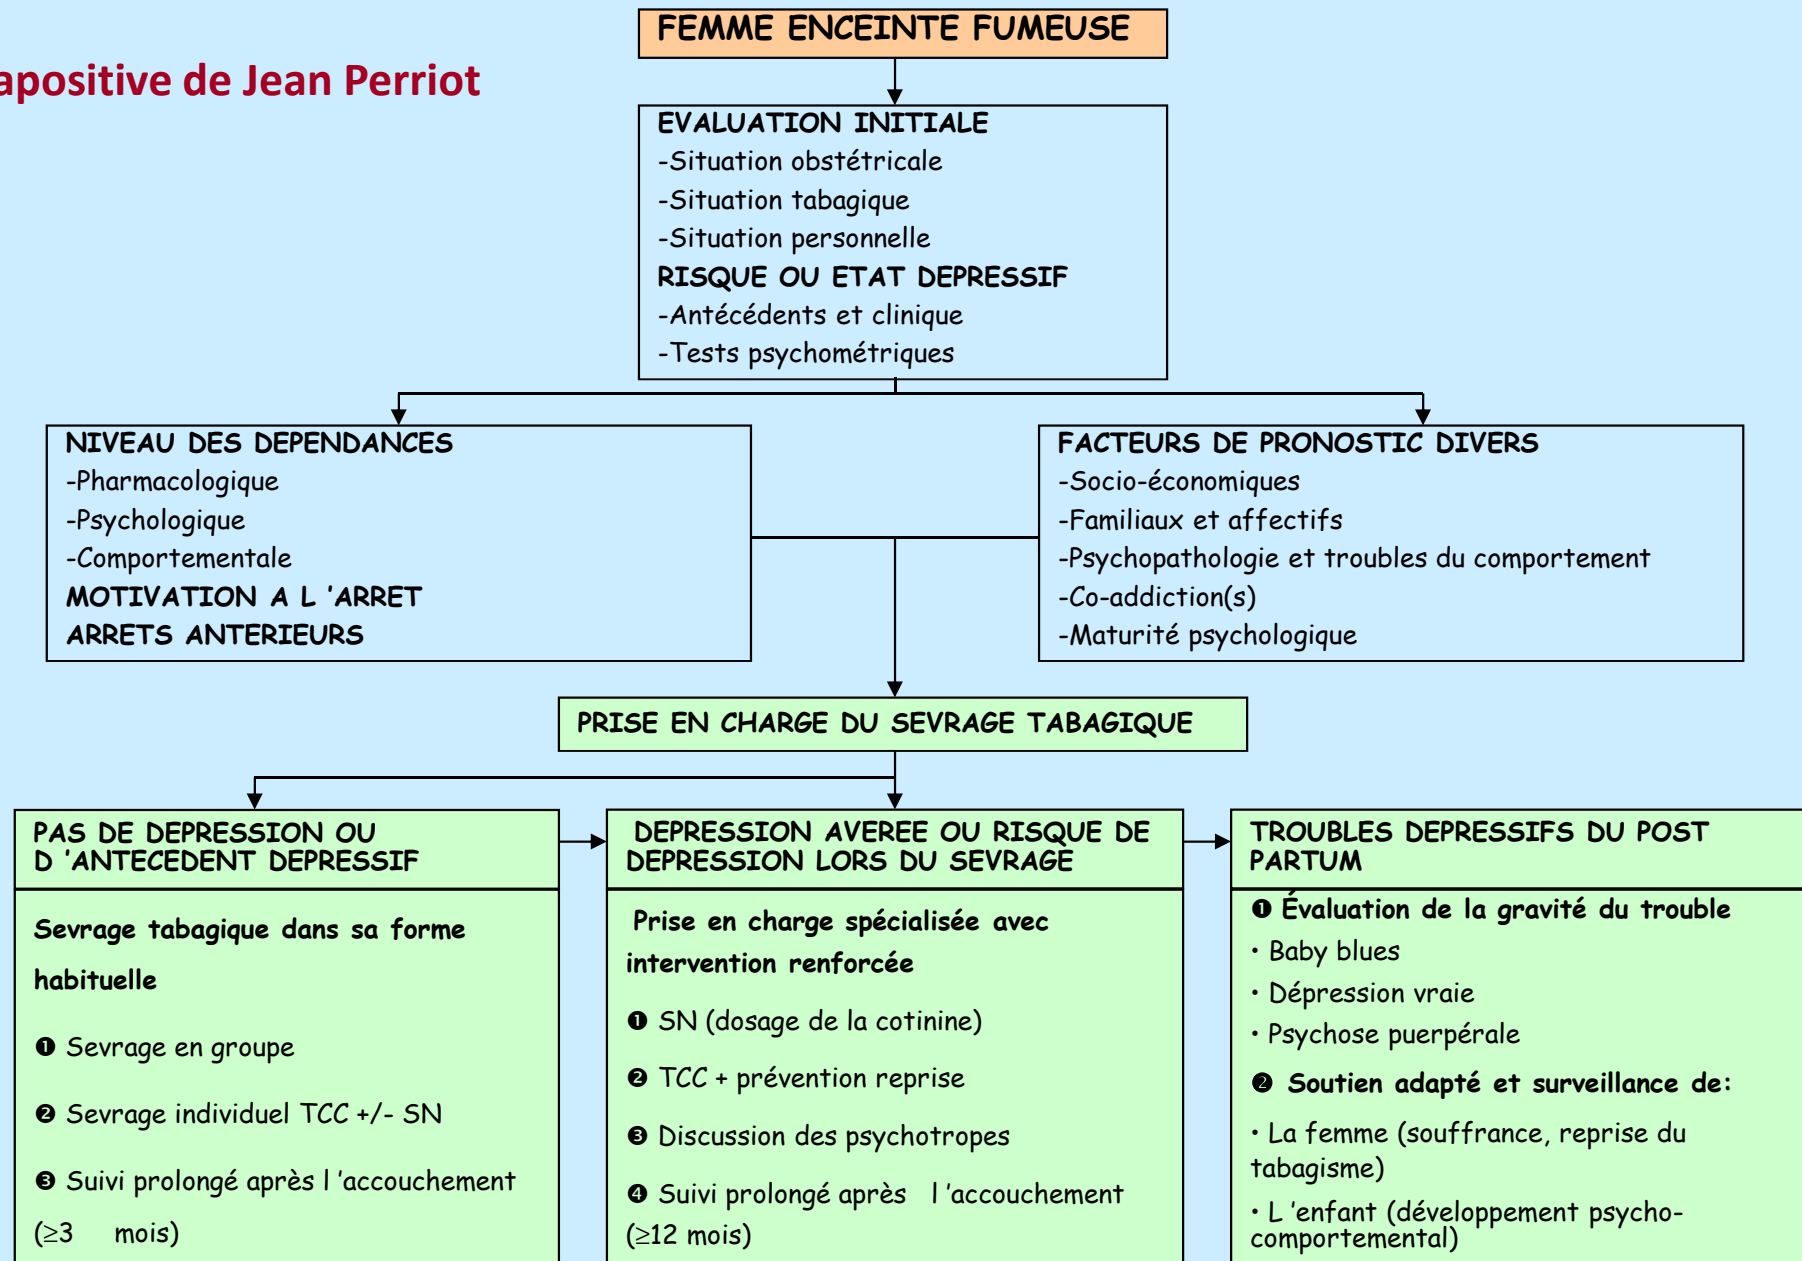 FEMME ENCEINTE FUMEUSE
apositive de Jean Perriot
EVALUATION INITIALE
-Situation obstétricale
-Situation tabagique
-Situation personnelle
RISQUE OU ETAT DEPRESSIF
-Antécédents et clinique
-Tests psychométriques
NIVEAU DES DEPENDANCES
-Pharmacologique
-Psychologique
-Comportementale
MOTIVATION A L ’ARRET
ARRETS ANTERIEURS
FACTEURS DE PRONOSTIC DIVERS
-Socio-économiques
-Familiaux et affectifs
-Psychopathologie et troubles du comportement
-Co-addiction(s)
-Maturité psychologique
PRISE EN CHARGE DU SEVRAGE TABAGIQUE
PAS DE DEPRESSION OU
D ’ANTECEDENT DEPRESSIF
Sevrage tabagique dans sa forme
habituelle
❶ Sevrage en groupe
❷ Sevrage individuel TCC +/- SN
❸ Suivi prolongé après l ’accouchement
(≥3 mois)
DEPRESSION AVEREE OU RISQUE DE
DEPRESSION LORS DU SEVRAGE
Prise en charge spécialisée avec
intervention renforcée
❶ SN (dosage de la cotinine)
❷ TCC + prévention reprise
❸ Discussion des psychotropes
❹ Suivi prolongé après l ’accouchement
(≥12 mois)
TROUBLES DEPRESSIFS DU POST
PARTUM
❶ Évaluation de la gravité du trouble
• Baby blues
• Dépression vraie
• Psychose puerpérale
❷ Soutien adapté et surveillance de:
• La femme (souffrance, reprise du
tabagisme)
• L ’enfant (développement psycho-
comportemental)